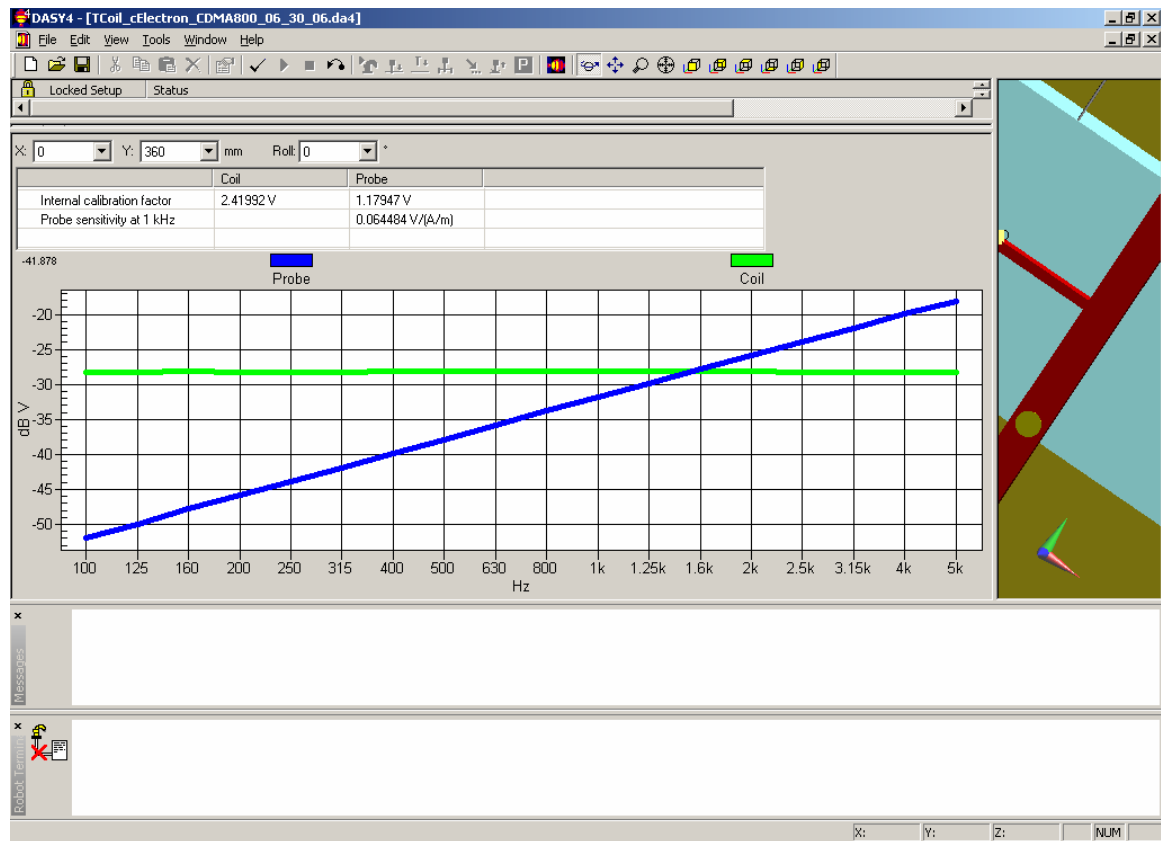 DASY4 - [TCoil_cElectron_CDMA800_06_30_06.da4]
File Edit View Tools Window Help
P
Locked Setup Status
X: 0 Y: 360 mm Roll: 0 °
Coil Probe
Internal calibration factor 2.41992 V 1.17947 V
Probe sensitivity at 1 kHz 0.064484 V/(A/m)
-41.878
Probe Coil
-20
-25
-30
-35
-40
-45
-50
dB V
100 125 160 200 250 315 400 500 630 800 1k 1.25k 1.6k 2k 2.5k 3.15k 4k 5k
Hz
Messages
Robot Termin
X: Y: Z: NUM